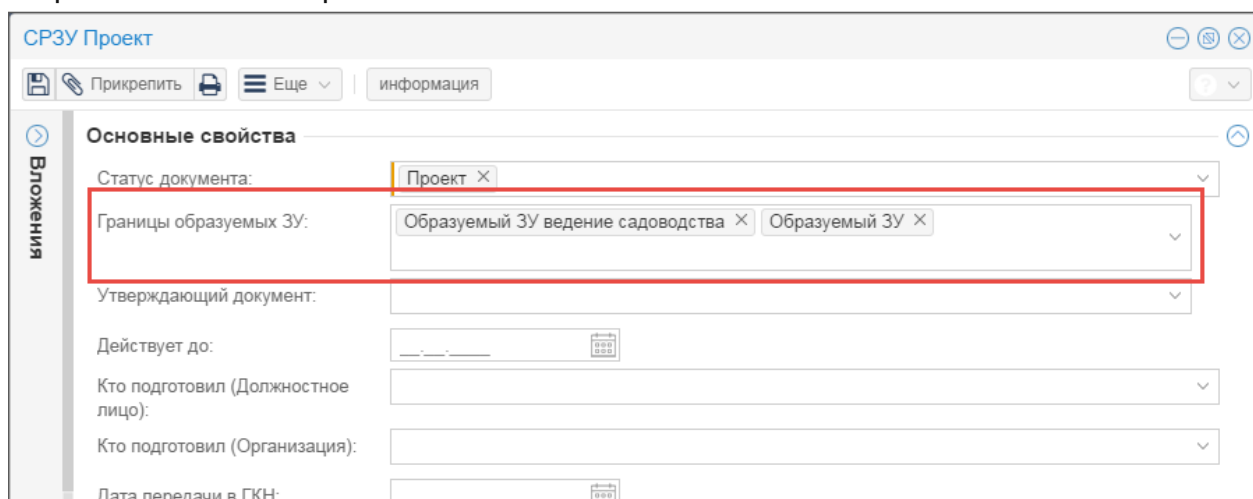 СРЗУ Проект
Прикрепить Еще информация ?
Основные свойства
Вложения
Статус документа: Проект
Границы образуемых ЗУ: Образуемый ЗУ ведение садоводства Образуемый ЗУ
Утверждающий документ:
Действует до: __.__.____
Кто подготовил (Должностное
лицо):
Кто подготовил (Организация):
Дата передачи в ГКН: